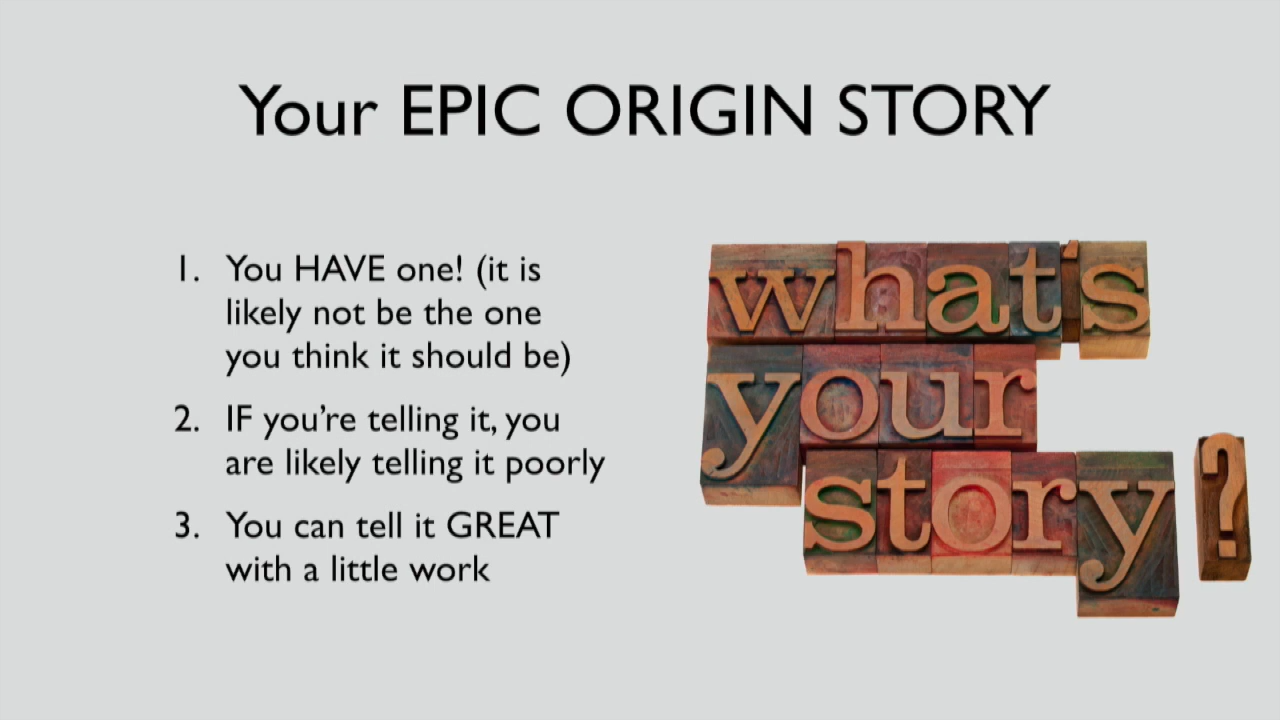 Your EPIC ORIGIN STORY
1. You HAVE one! (it is
likely not be the one
you think it should be)
2. IF you’re telling it, you
are likely telling it poorly
3. You can tell it GREAT
with a little work
what's
your
story?